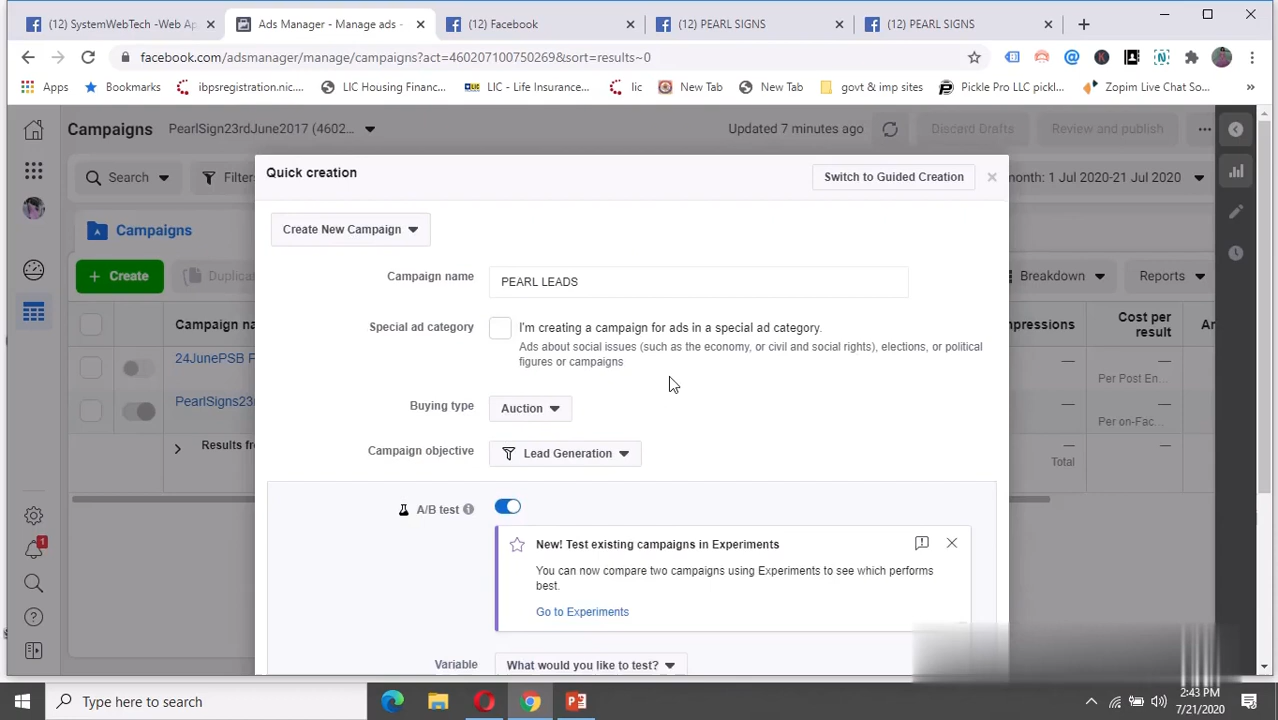 (12) SystemWebTech -Web Ap
Ads Manager - Manage ads -
(12) Facebook
(12) PEARL SIGNS
(12) PEARL SIGNS
facebook.com/adsmanager/manage/campaigns?act=4602071007502​69&sort=results~0
Apps
Bookmarks
ibpsregistration.nic....
LIC Housing Financ...
LIC - Life Insurance...
lic
New Tab
New Tab
govt & imp sites
Pickle Pro LLC pickl...
Zopim Live Chat So...
»
Campaigns
PearlSign23rdJune2017 (4602...
Updated 7 minutes ago
Discard Drafts
Review and publish
Search
Filter
Quick creation
Switch to Guided Creation
month: 1 Jul 2020-21 Jul 2020
Campaigns
Create New Campaign
+ Create
Duplica
Campaign name
PEARL LEADS
Breakdown
Reports
Campaign na
Special ad category
I'm creating a campaign for ads in a special ad category.
Ads about social issues (such as the economy, or civil and social rights), elections, or political
figures or campaigns
mpressions
Cost per
result
Ar
24JunePSB F
—
—
Per Post En...
PearlSigns23
Buying type
Auction
—
—
Per on-Fac...
Results fr
Campaign objective
Lead Generation
—
—
Total
A/B test
New! Test existing campaigns in Experiments
You can now compare two campaigns using Experiments to see which performs
best.
Go to Experiments
1
Variable
What would you like to test?
Type here to search
2:43 PM
7/21/2020